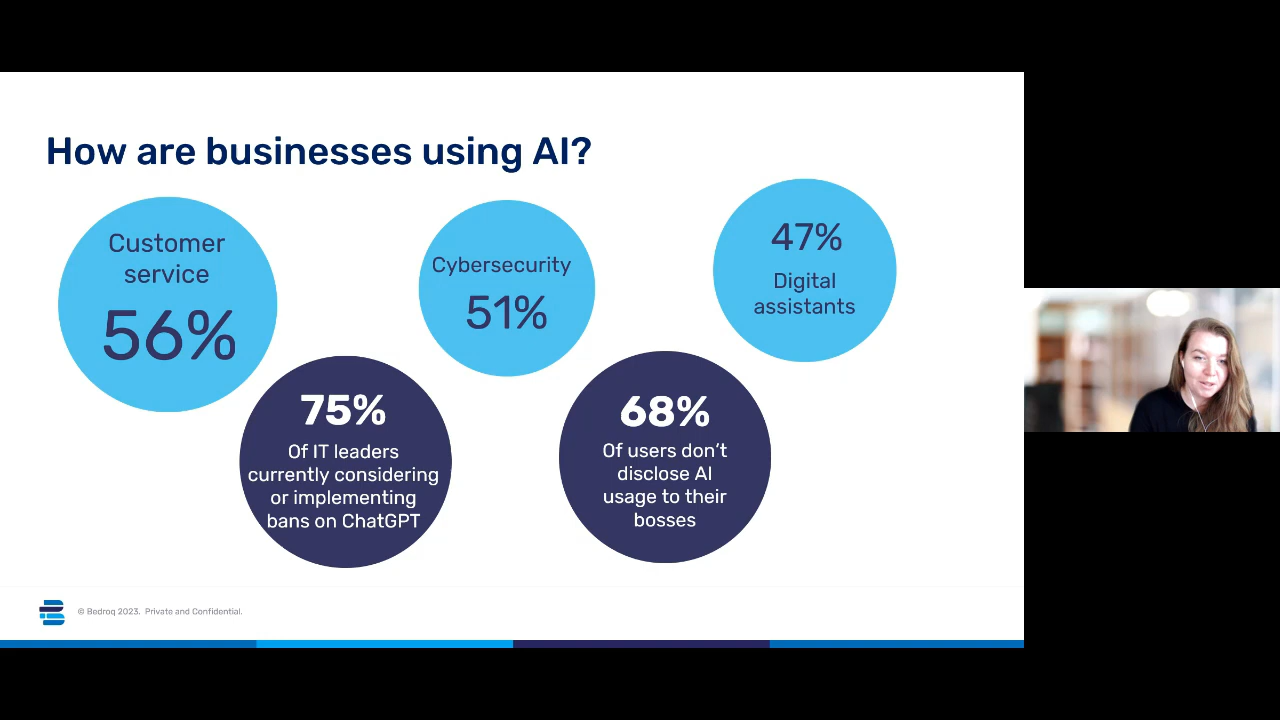 How are businesses using AI?
Customer
service
56%
Cybersecurity
51%
47%
Digital
assistants
75%
Of IT leaders
currently considering
or implementing
bans on ChatGPT
68%
Of users don’t
disclose AI
usage to their
bosses
© Bedroq 2023. Private and Confidential.